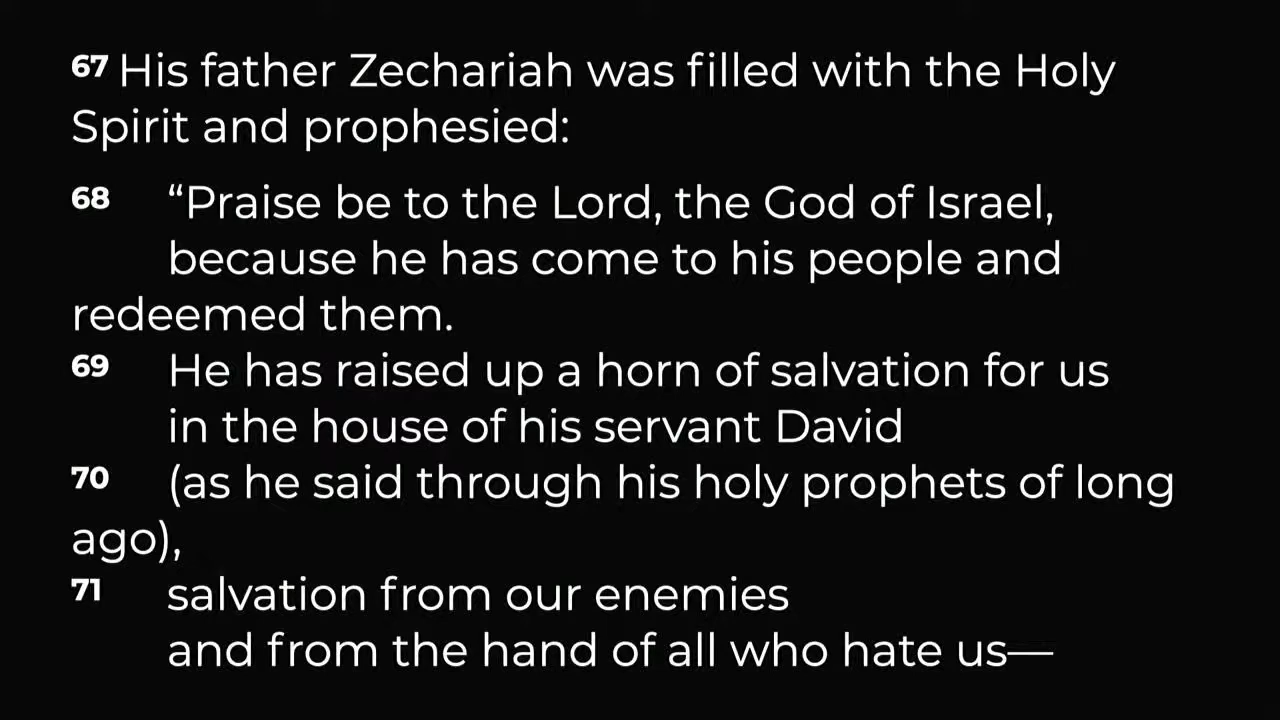 67 His father Zechariah was filled with the Holy
Spirit and prophesied:
68 “Praise be to the Lord, the God of Israel,
because he has come to his people and
redeemed them.
69 He has raised up a horn of salvation for us
in the house of his servant David
70 (as he said through his holy prophets of long
ago),
71 salvation from our enemies
and from the hand of all who hate us—